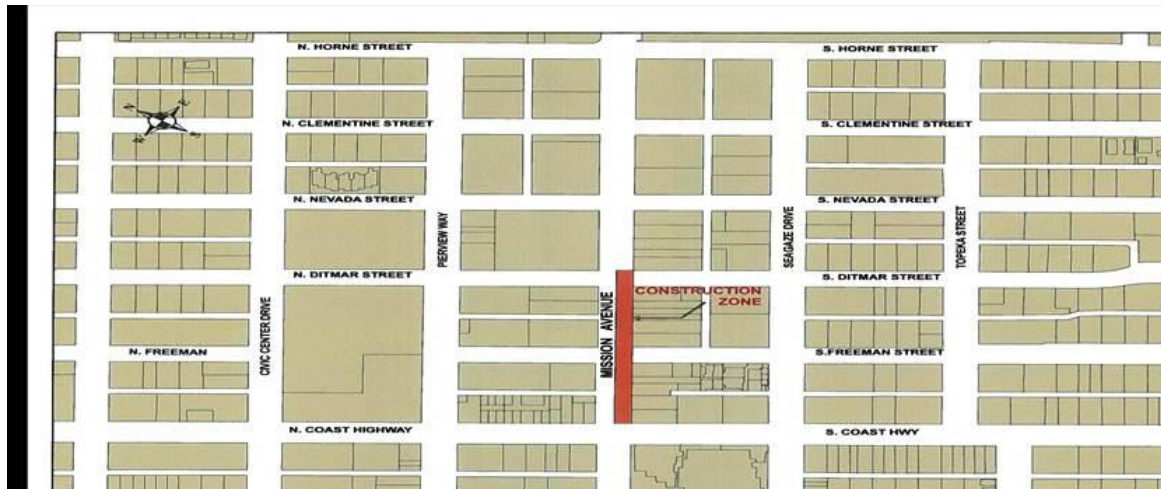 N. HORNE STREET
S. HORNE STREET
N. CLEMENTINE STREET
S. CLEMENTINE STREET
N. NEVADA STREET
S. NEVADA STREET
PIERVIEW WAY
SEAGAZE DRIVE
TOPEKA STREET
N. DITMAR STREET
S. DITMAR STREET
CIVIC CENTER DRIVE
MISSION AVENUE
CONSTRUCTION
ZONE
N. FREEMAN
S.FREEMAN STREET
N. COAST HIGHWAY
S. COAST HWY